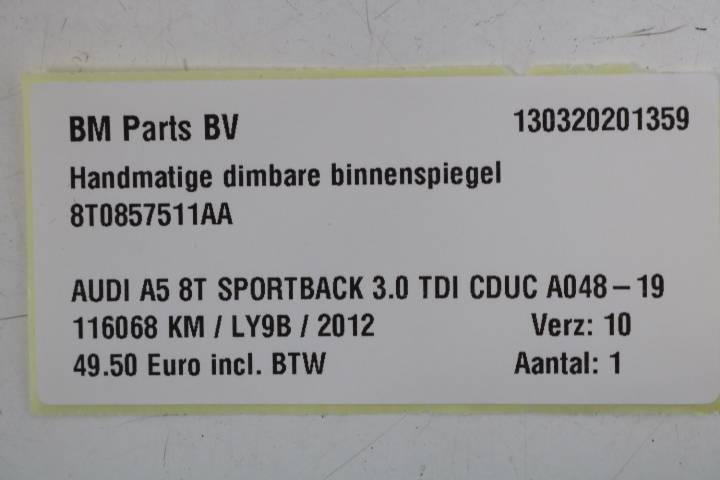 BM Parts BV 130320201359
Handmatige dimbare binnenspiegel
8T0857511AA
AUDI A5 8T SPORTBACK 3.0 TDI CDUC A048-19
116068 KM / LY9B / 2012 Verz: 10
49.50 Euro incl. BTW Aantal: 1